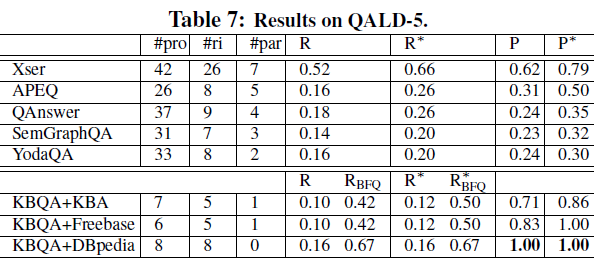 Table 7: Results on QALD-5.
#pro #ri #par R R* P P*
Xser 42 26 7 0.52 0.66 0.62 0.79
APEQ 26 8 5 0.16 0.26 0.31 0.50
QAnswer 37 9 4 0.18 0.26 0.24 0.35
SemGraphQA 31 7 3 0.14 0.20 0.23 0.32
YodaQA 33 8 2 0.16 0.20 0.24 0.30
R R_BFQ R* R*_BFQ
KBQA+KBA 7 5 1 0.10 0.42 0.12 0.50 0.71 0.86
KBQA+Freebase 6 5 1 0.10 0.42 0.12 0.50 0.83 1.00
KBQA+DBpedia 8 8 0 0.16 0.67 0.16 0.67 1.00 1.00